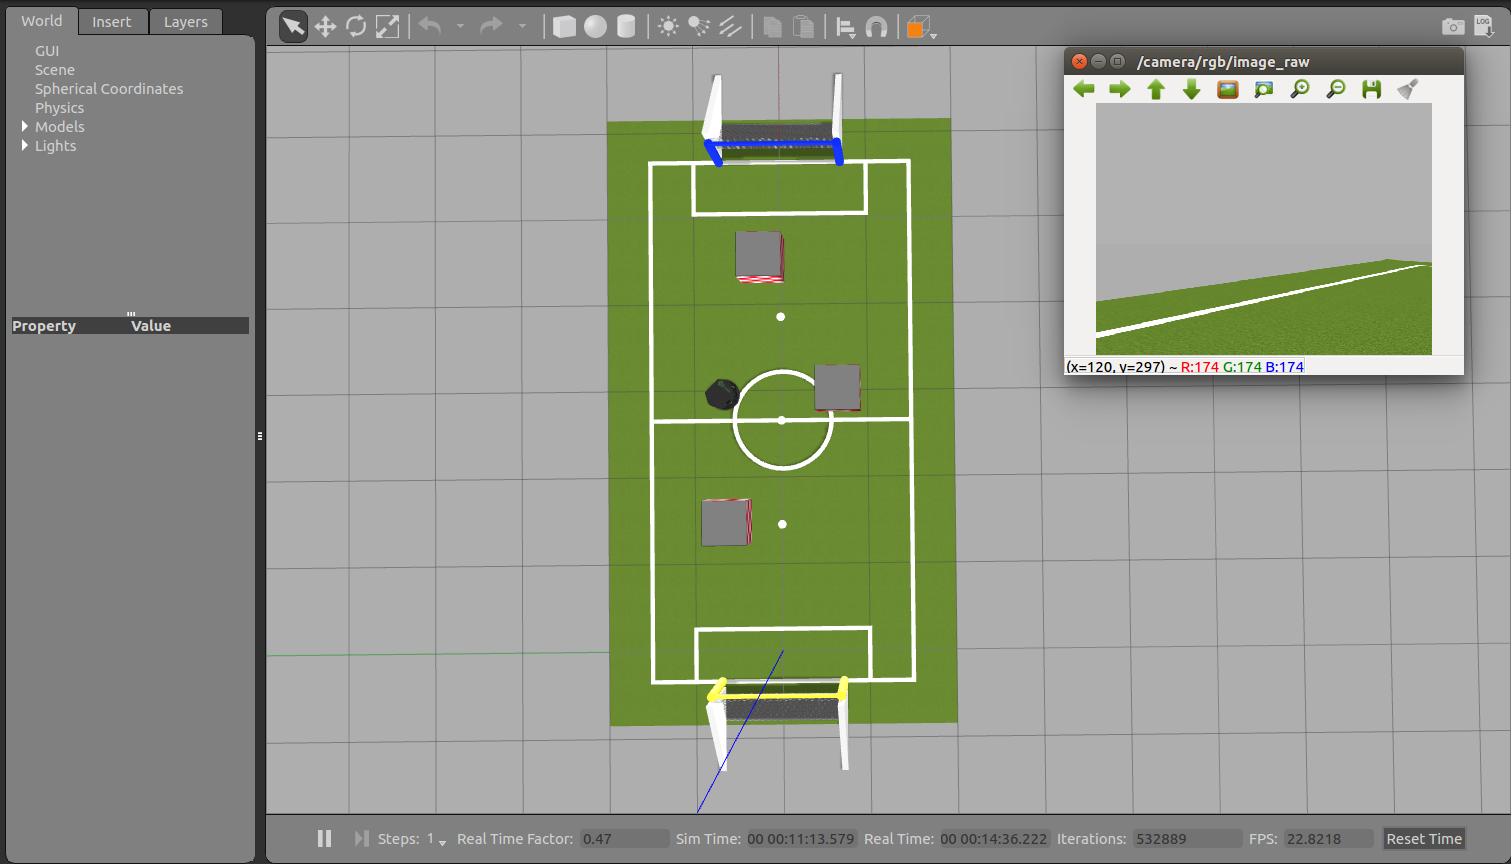 World Insert Layers
GUI
Scene
Spherical Coordinates
Physics
Models
Lights
Property Value
LOG
/camera/rgb/image_raw
(x=120, y=297) ~ R:174 G:174 B:174
Steps: 1 Real Time Factor: 0.47 Sim Time: 00 00:11:13.579 Real Time: 00 00:14:36.222 Iterations: 532889 FPS: 22.8218 Reset Time